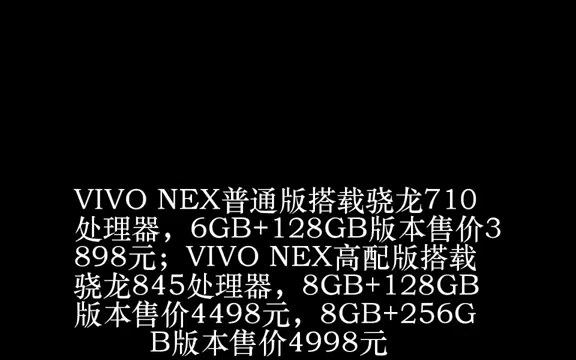 VIVO NEX普通版搭载骁龙710
处理器，6GB+128GB版本售价3
898元；VIVO NEX高配版搭载
骁龙845处理器，8GB+128GB
版本售价4498元，8GB+256G
B版本售价4998元